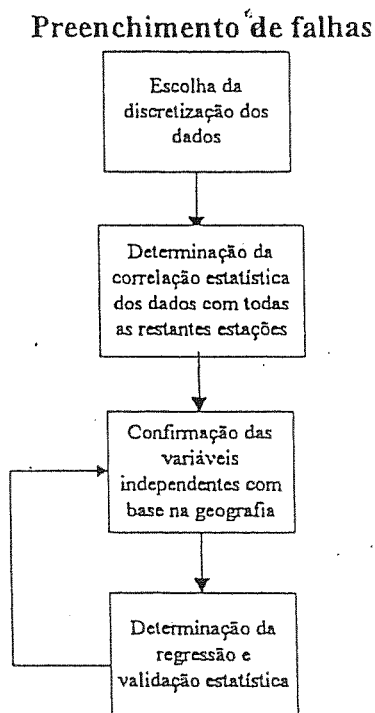 Preenchimento de falhas
Escolha da
discretização dos
dados
Determinação da
correlação estatística
dos dados com todas
as restantes estações
Confirmação das
variáveis
independentes com
base na geografia
Determinação da
regressão e
validação estatística